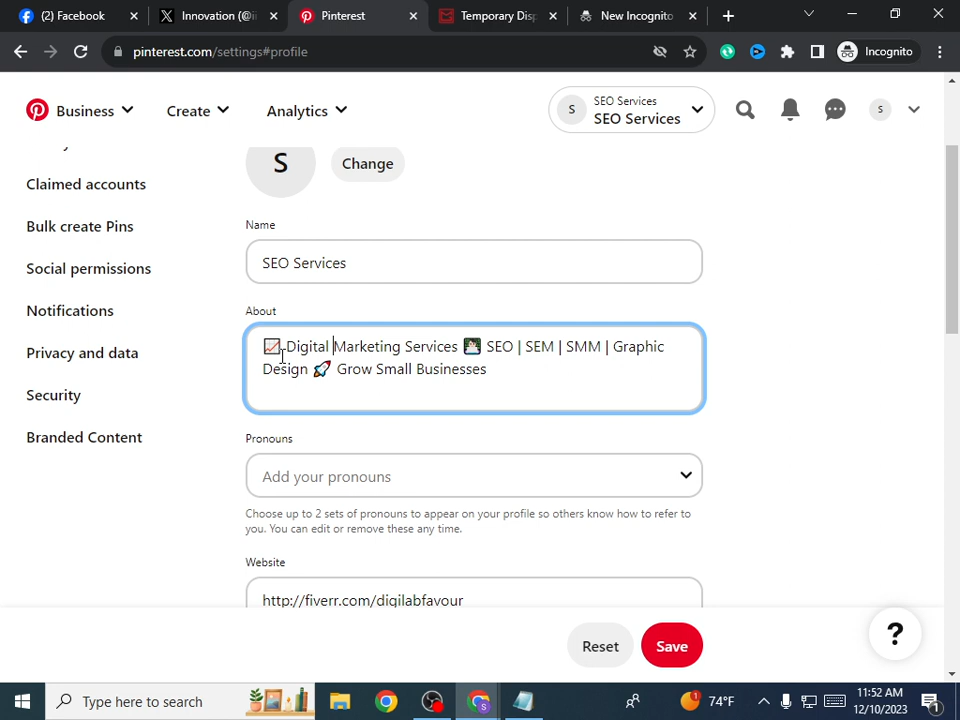 (2) Facebook
Innovation (@i
Pinterest
Temporary Disp
New Incognito
pinterest.com/settings#profile
Incognito
Business
Create
Analytics
S
SEO Services
SEO Services
S
Claimed accounts
Bulk create Pins
Social permissions
Notifications
Privacy and data
Security
Branded Content
S
Change
Name
SEO Services
About
📈 Digital Marketing Services 👨🏻‍💻 SEO | SEM | SMM | Graphic
Design 🚀 Grow Small Businesses
Pronouns
Add your pronouns
Choose up to 2 sets of pronouns to appear on your profile so others know how to refer to
you. You can edit or remove these any time.
Website
http://fiverr.com/digilabfavour
Reset
Save
?
Type here to search
S
1
74°F
11:52 AM
12/10/2023
1